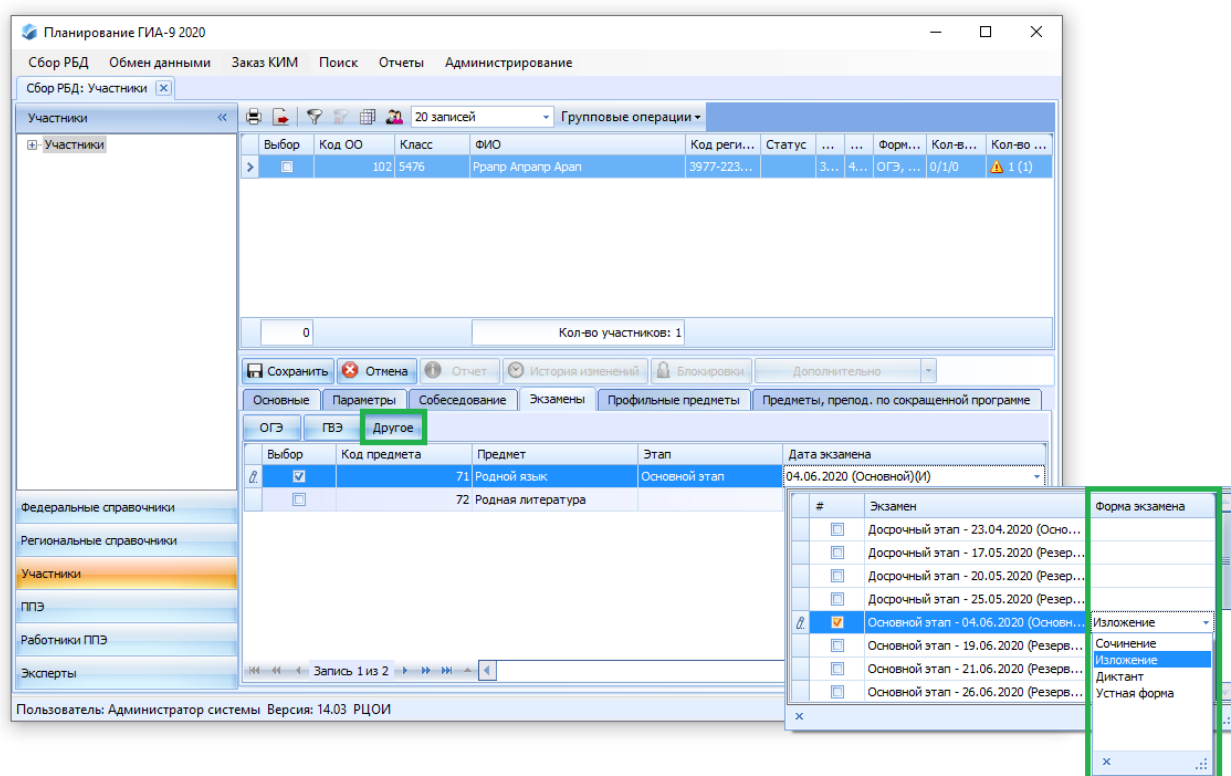 Планирование ГИА-9 2020
Сбор РБД Обмен данными Заказ КИМ Поиск Отчеты Администрирование
Сбор РБД: Участники
Участники
20 записей Групповые операции
Участники
Выбор Код ОО Класс ФИО Код реги... Статус ... ... Форм... Кол-в... Кол-во ...
102 5476 Ррапр Апрапр Арап 3977-223... 3... 4... ОГЭ, ... 0/1/0 1 (1)
0 Кол-во участников: 1
Сохранить Отмена Отчет История изменений Блокировки Дополнительно
Основные Параметры Собеседование Экзамены Профильные предметы Предметы, препод. по сокращенной программе
ОГЭ ГВЭ Другое
Выбор Код предмета Предмет Этап Дата экзамена
71 Родной язык Основной этап 04.06.2020 (Основной)(И)
72 Родная литература
# Экзамен Форма экзамена
Досрочный этап - 23.04.2020 (Осно...
Досрочный этап - 17.05.2020 (Резер...
Досрочный этап - 20.05.2020 (Резер...
Досрочный этап - 25.05.2020 (Резер...
Основной этап - 04.06.2020 (Основн... Изложение
Основной этап - 19.06.2020 (Резерв...
Основной этап - 21.06.2020 (Резерв...
Основной этап - 26.06.2020 (Резерв...
Сочинение
Изложение
Диктант
Устная форма
Федеральные справочники
Региональные справочники
Участники
ППЭ
Работники ППЭ
Эксперты
Запись 1 из 2
Пользователь: Администратор системы Версия: 14.03 РЦОИ